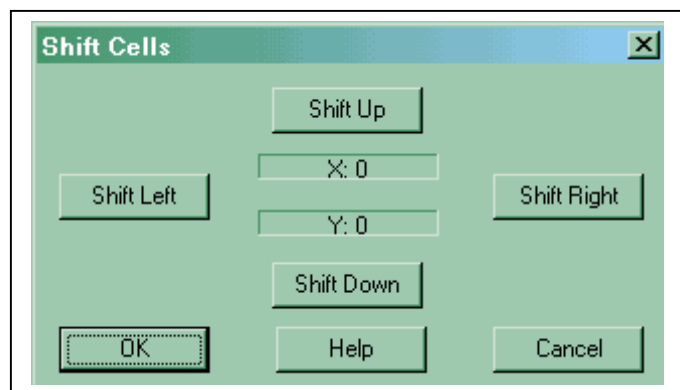 Shift Cells
Shift Up
X: 0
Shift Left
Shift Right
Y: 0
Shift Down
OK
Help
Cancel